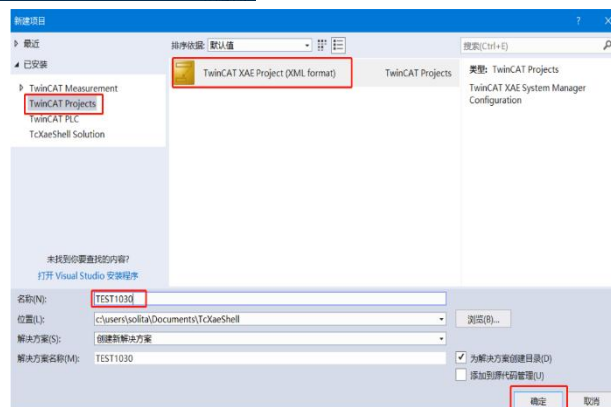 新建项目
? ×
最近
排序依据: 默认值
搜索(Ctrl+E)
已安装
TwinCAT Measurement
TwinCAT Projects
TwinCAT PLC
TcXaeShell Solution
TwinCAT XAE Project (XML format)
TwinCAT Projects
类型: TwinCAT Projects
TwinCAT XAE System Manager
Configuration
未找到你要查找的内容?
打开 Visual Studio 安装程序
名称(N):
TEST1030
位置(L):
c:\users\solita\Documents\TcXaeShell
浏览(B)...
解决方案(S):
创建新解决方案
解决方案名称(M):
TEST1030
为解决方案创建目录(D)
添加到源代码管理(U)
确定
取消